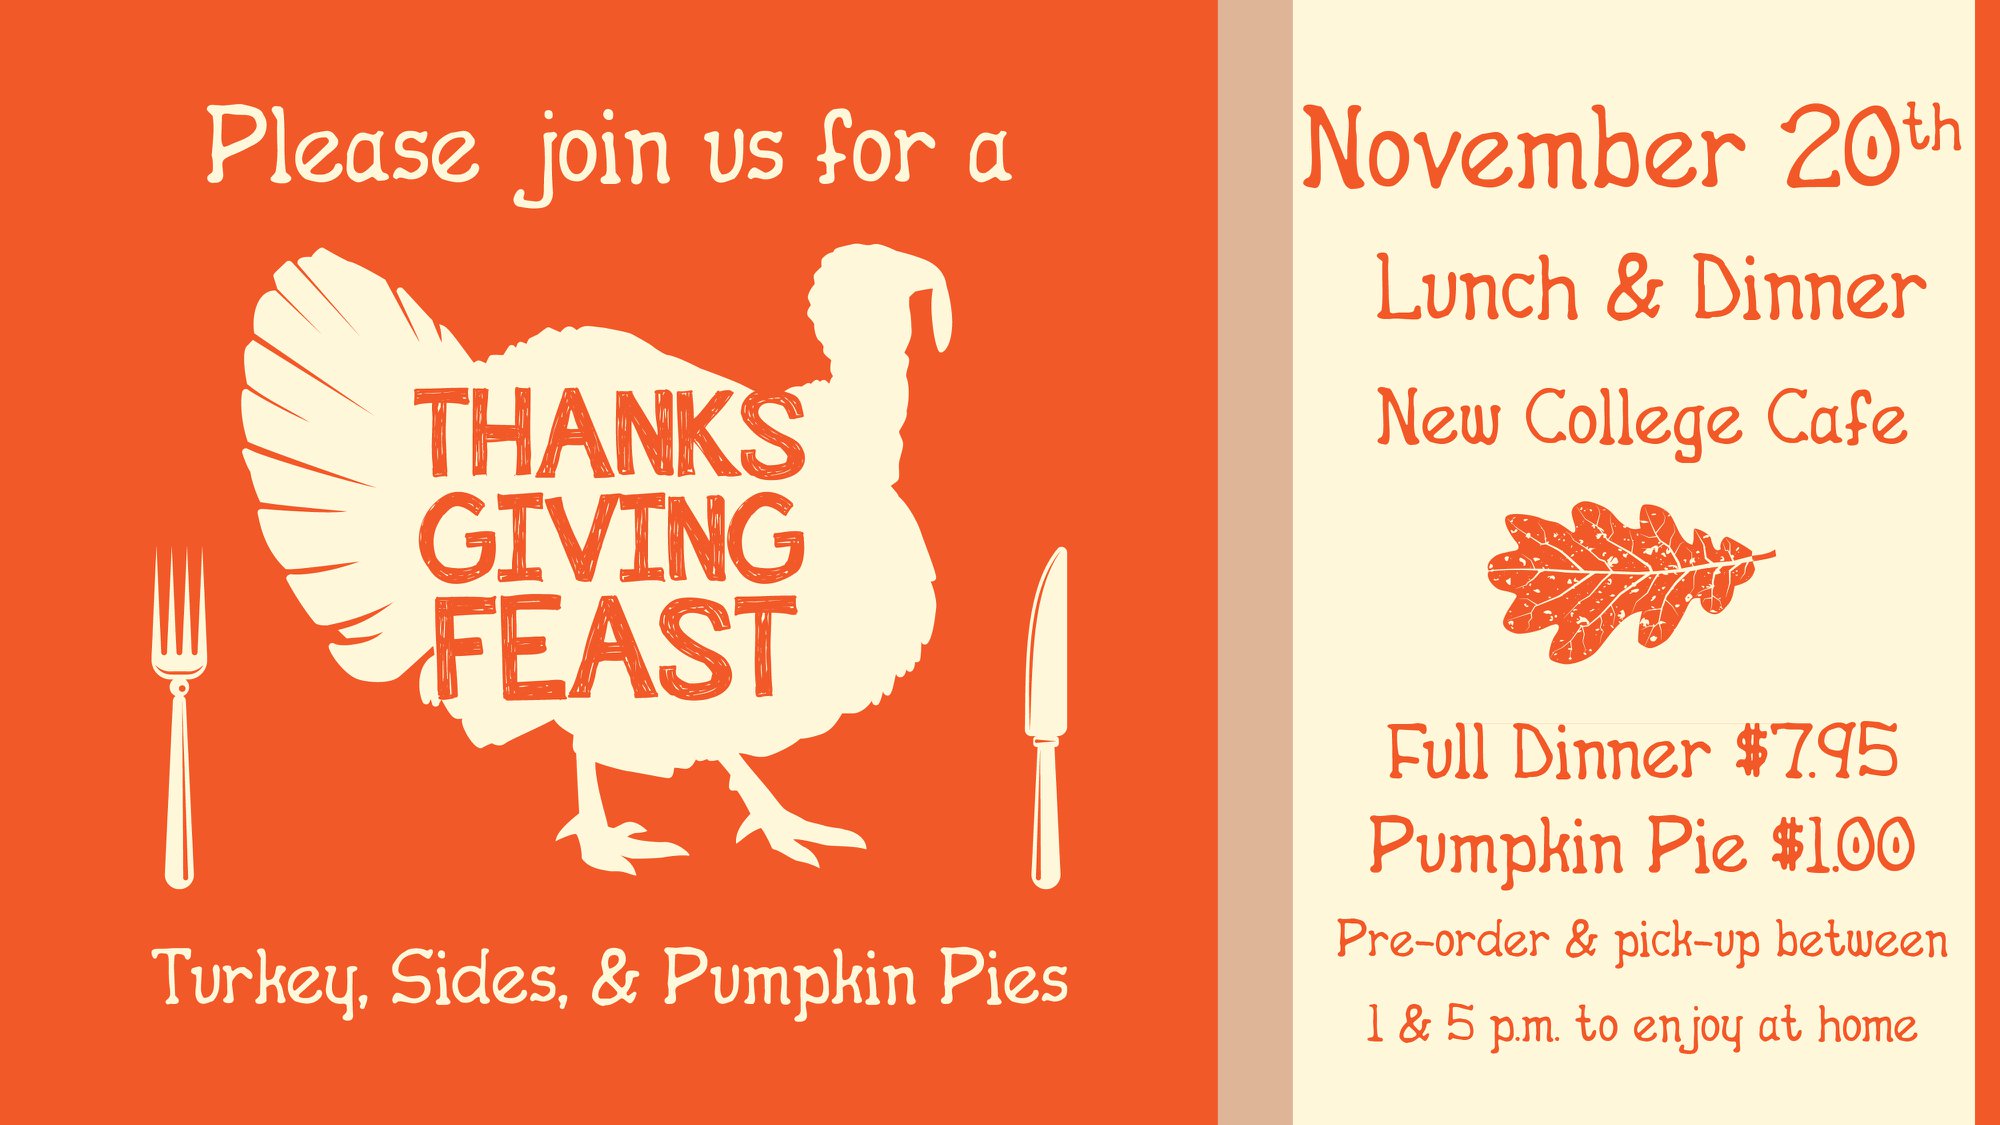 Please join us for a
THANKS
GIVING
FEAST
Turkey, Sides, & Pumpkin Pies
November 20th
Lunch & Dinner
New College Cafe
Full Dinner $7.95
Pumpkin Pie $1.00
Pre-order & pick-up between
1 & 5 p.m. to enjoy at home